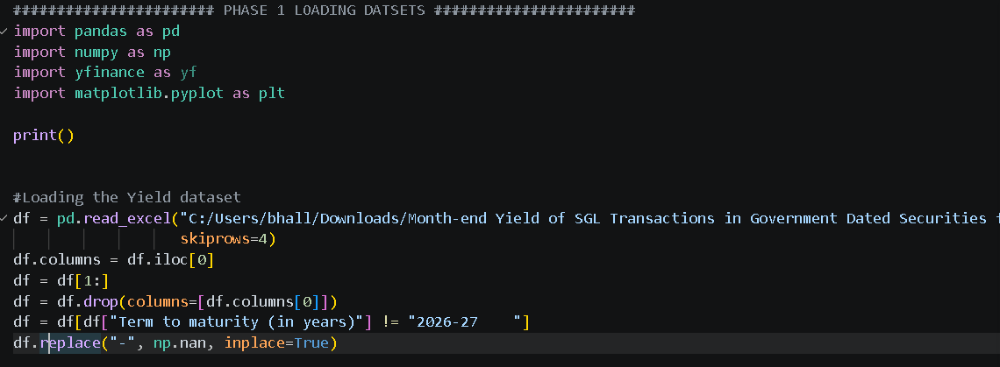 ####################### PHASE 1 LOADING DATSETS #######################
import pandas as pd
import numpy as np
import yfinance as yf
import matplotlib.pyplot as plt
print()
#Loading the Yield dataset
df = pd.read_excel("C:/Users/bhall/Downloads/Month-end Yield of SGL Transactions in Government Dated Securities
skiprows=4)
df.columns = df.iloc[0]
df = df[1:]
df = df.drop(columns=[df.columns[0]])
df = df[df["Term to maturity (in years)"] != "2026-27    "]
df.replace("-", np.nan, inplace=True)